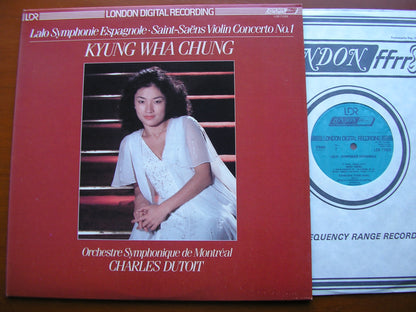 LDR LONDON DIGITAL RECORDING
Lalo Symphonie Espagnole · Saint-Saëns Violin Concerto No.1
KYUNG WHA CHUNG
Orchestre Symphonique de Montréal
CHARLES DUTOIT
ONDON ffrr
LDR
LONDON DIGITAL RECORDING
EQUENCY RANGE RECORD